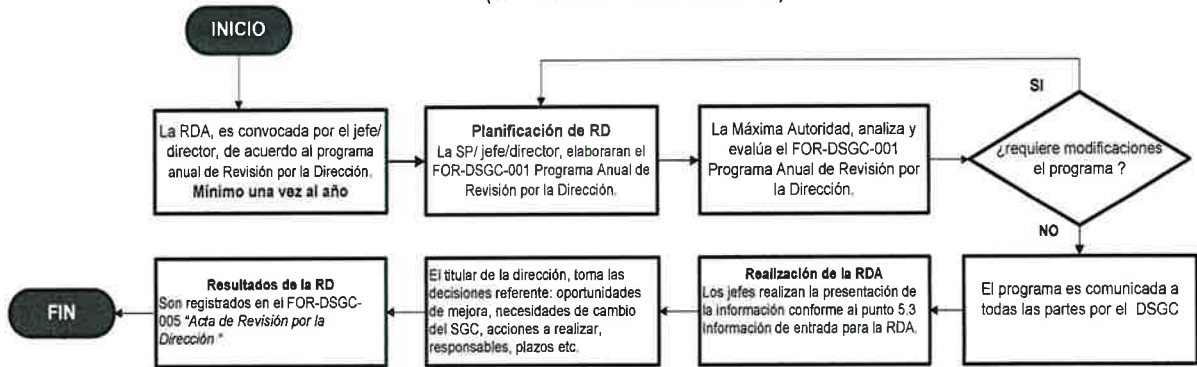 INICIO
La RDA, es convocada por el jefe/
director, de acuerdo al programa
anual de Revisión por la Dirección.
Mínimo una vez al año
Planificación de RD
La SP/ jefe/director, elaboraran el
FOR-DSGC-001 Programa Anual de
Revisión por la Dirección.
La Máxima Autoridad, analiza y
evalúa el FOR-DSGC-001
Programa Anual de Revisión por
la Dirección.
SI
¿requiere modificaciones
el programa ?
NO
El programa es comunicada a
todas las partes por el DSGC
Realización de la RDA
Los jefes realizan la presentación de
la información conforme al punto 5.3
Información de entrada para la RDA.
El titular de la dirección, toma las
decisiones referente: oportunidades
de mejora, necesidades de cambio
del SGC, acciones a realizar,
responsables, plazos etc.
Resultados de la RD
Son registrados en el FOR-DSGC-
005 "Acta de Revisión por la
Dirección "
FIN